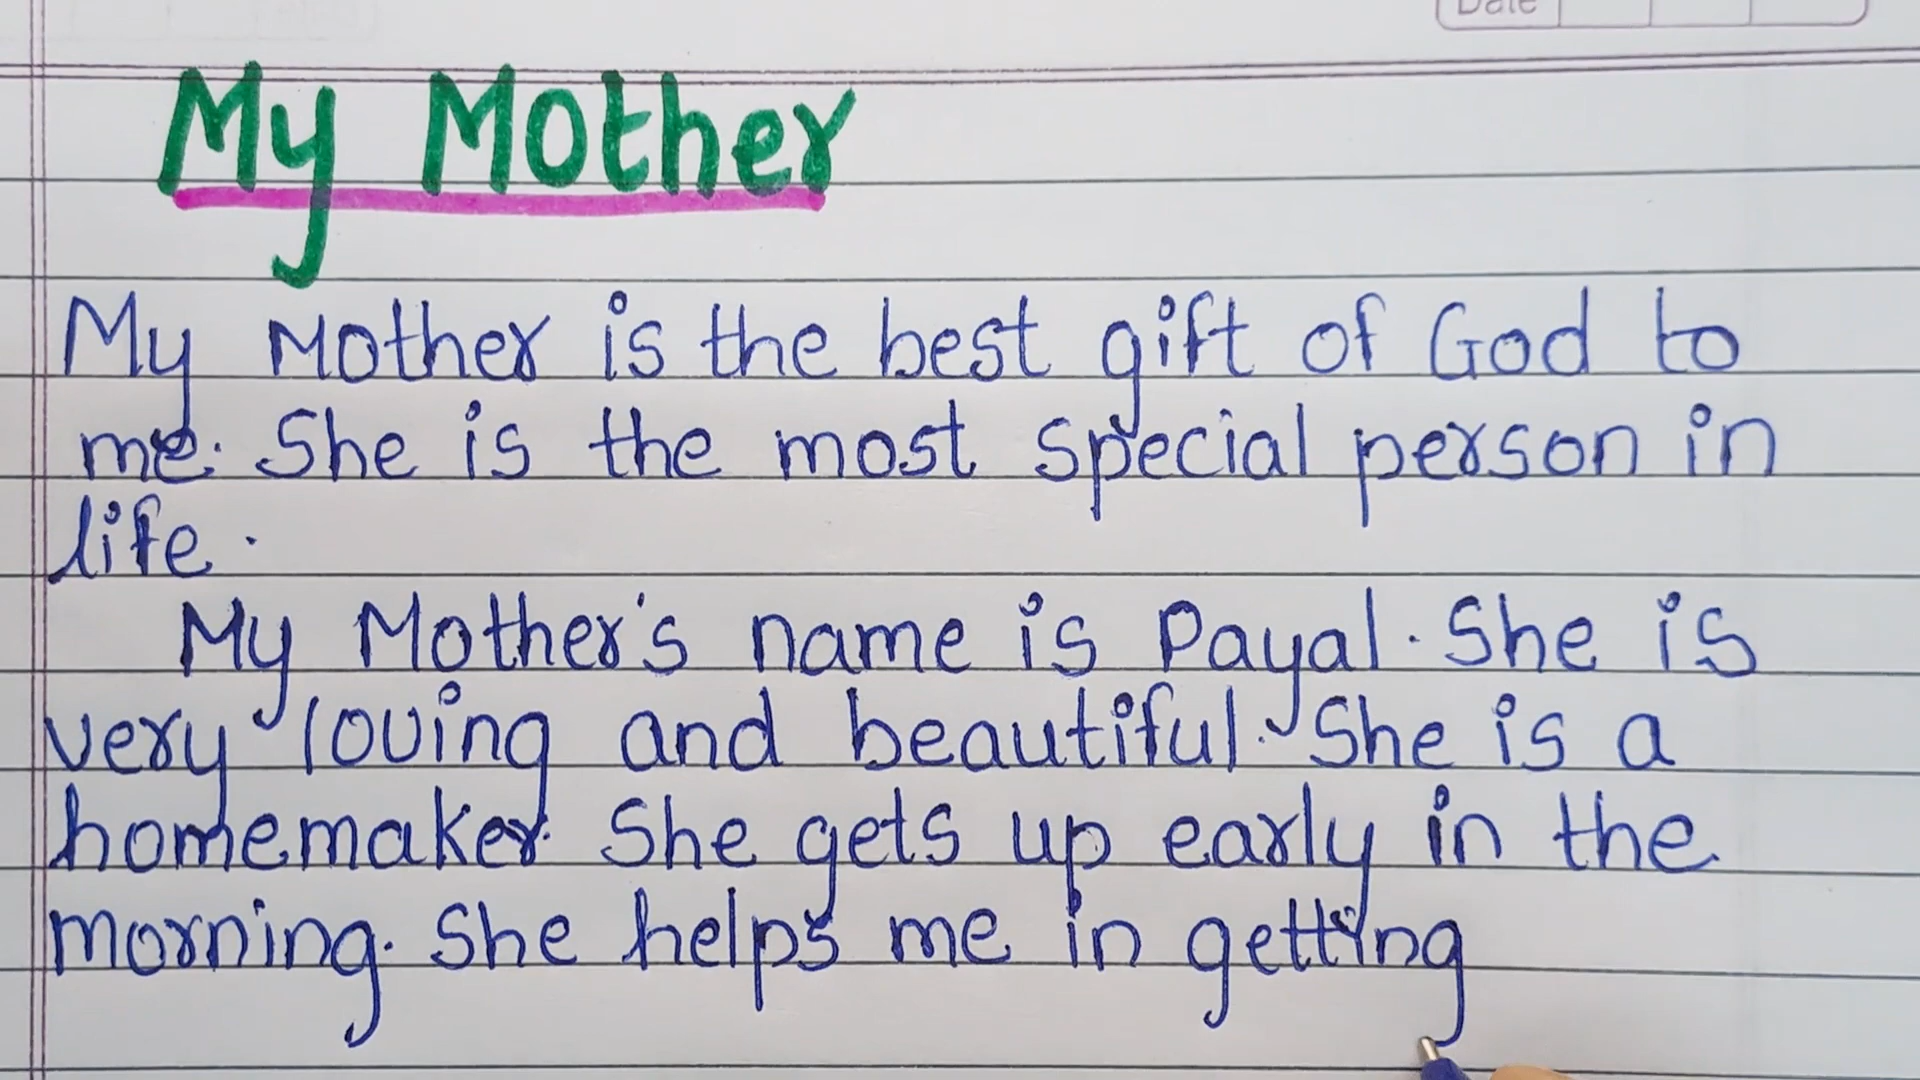 Date
My Mother
My Mother is the best gift of God to
me. She is the most special person in
life.
My Mother's name is Payal. She is
very loving and beautiful. She is a
homemaker. She gets up early in the
morning. She helps me in getting